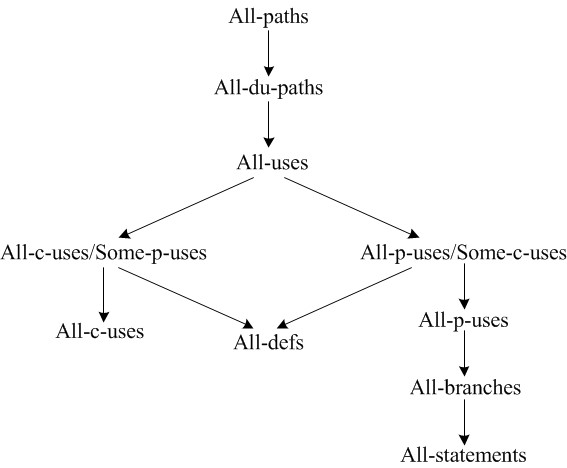 All-paths
All-du-paths
All-uses
All-c-uses/Some-p-uses
All-p-uses/Some-c-uses
All-c-uses
All-defs
All-p-uses
All-branches
All-statements